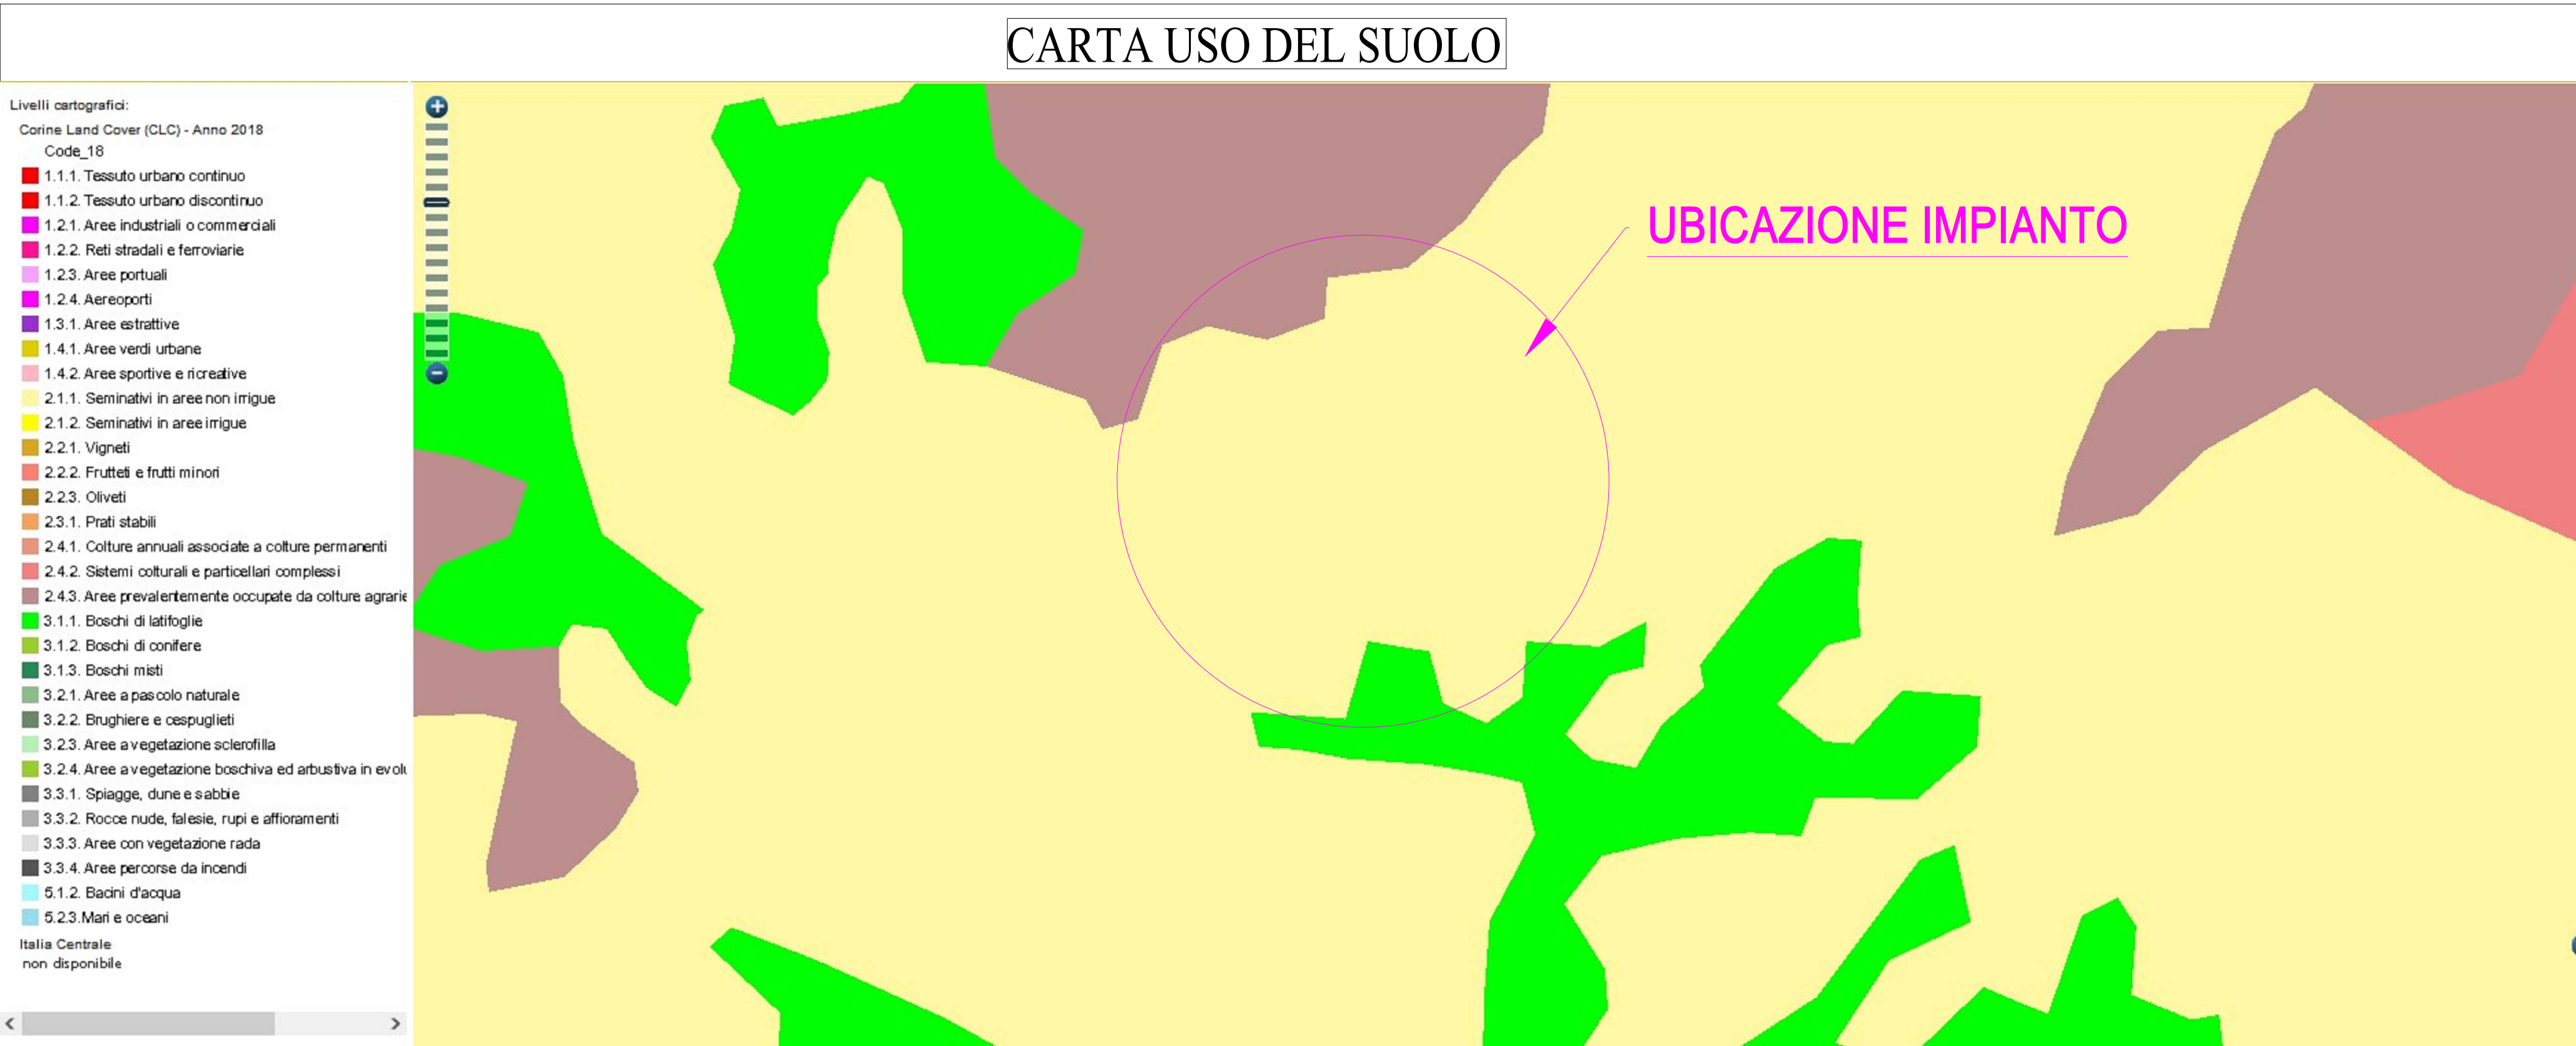 CARTA USO DEL SUOLO
Livelli cartografici:
Corine Land Cover (CLC) - Anno 2018
Code_18
1.1.1. Tessuto urbano continuo
1.1.2. Tessuto urbano discontinuo
1.2.1. Aree industriali o commerciali
1.2.2. Reti stradali e ferroviarie
1.2.3. Aree portuali
1.2.4. Aereoporti
1.3.1. Aree estrattive
1.4.1. Aree verdi urbane
1.4.2. Aree sportive e ricreative
2.1.1. Seminativi in aree non irrigue
2.1.2. Seminativi in aree irrigue
2.2.1. Vigneti
2.2.2. Frutteti e frutti minori
2.2.3. Oliveti
2.3.1. Prati stabili
2.4.1. Colture annuali associate a colture permanenti
2.4.2. Sistemi colturali e particellari complessi
2.4.3. Aree prevalentemente occupate da colture agrarie
3.1.1. Boschi di latifoglie
3.1.2. Boschi di conifere
3.1.3. Boschi misti
3.2.1. Aree a pascolo naturale
3.2.2. Brughiere e cespuglieti
3.2.3. Aree a vegetazione sclerofilla
3.2.4. Aree a vegetazione boschiva ed arbustiva in evolu
3.3.1. Spiagge, dune e sabbie
3.3.2. Rocce nude, falesie, rupi e affioramenti
3.3.3. Aree con vegetazione rada
3.3.4. Aree percorse da incendi
5.1.2. Bacini d'acqua
5.2.3.Mari e oceani
Italia Centrale
non disponibile
UBICAZIONE IMPIANTO